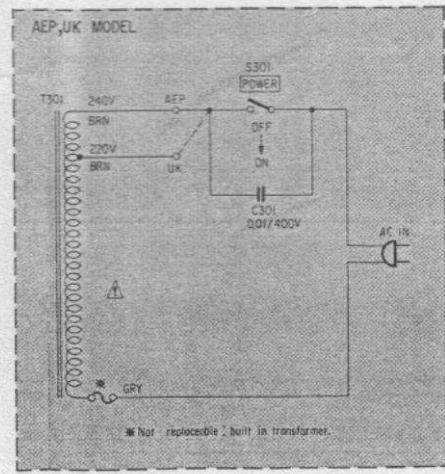 AEP,UK MODEL
S301
POWER
T301
240V
AEP
BRN
OFF
220V
ON
BRN
UK
C301
0.01/400V
AC IN
GRY
※ Not replaceable; built in transformer.